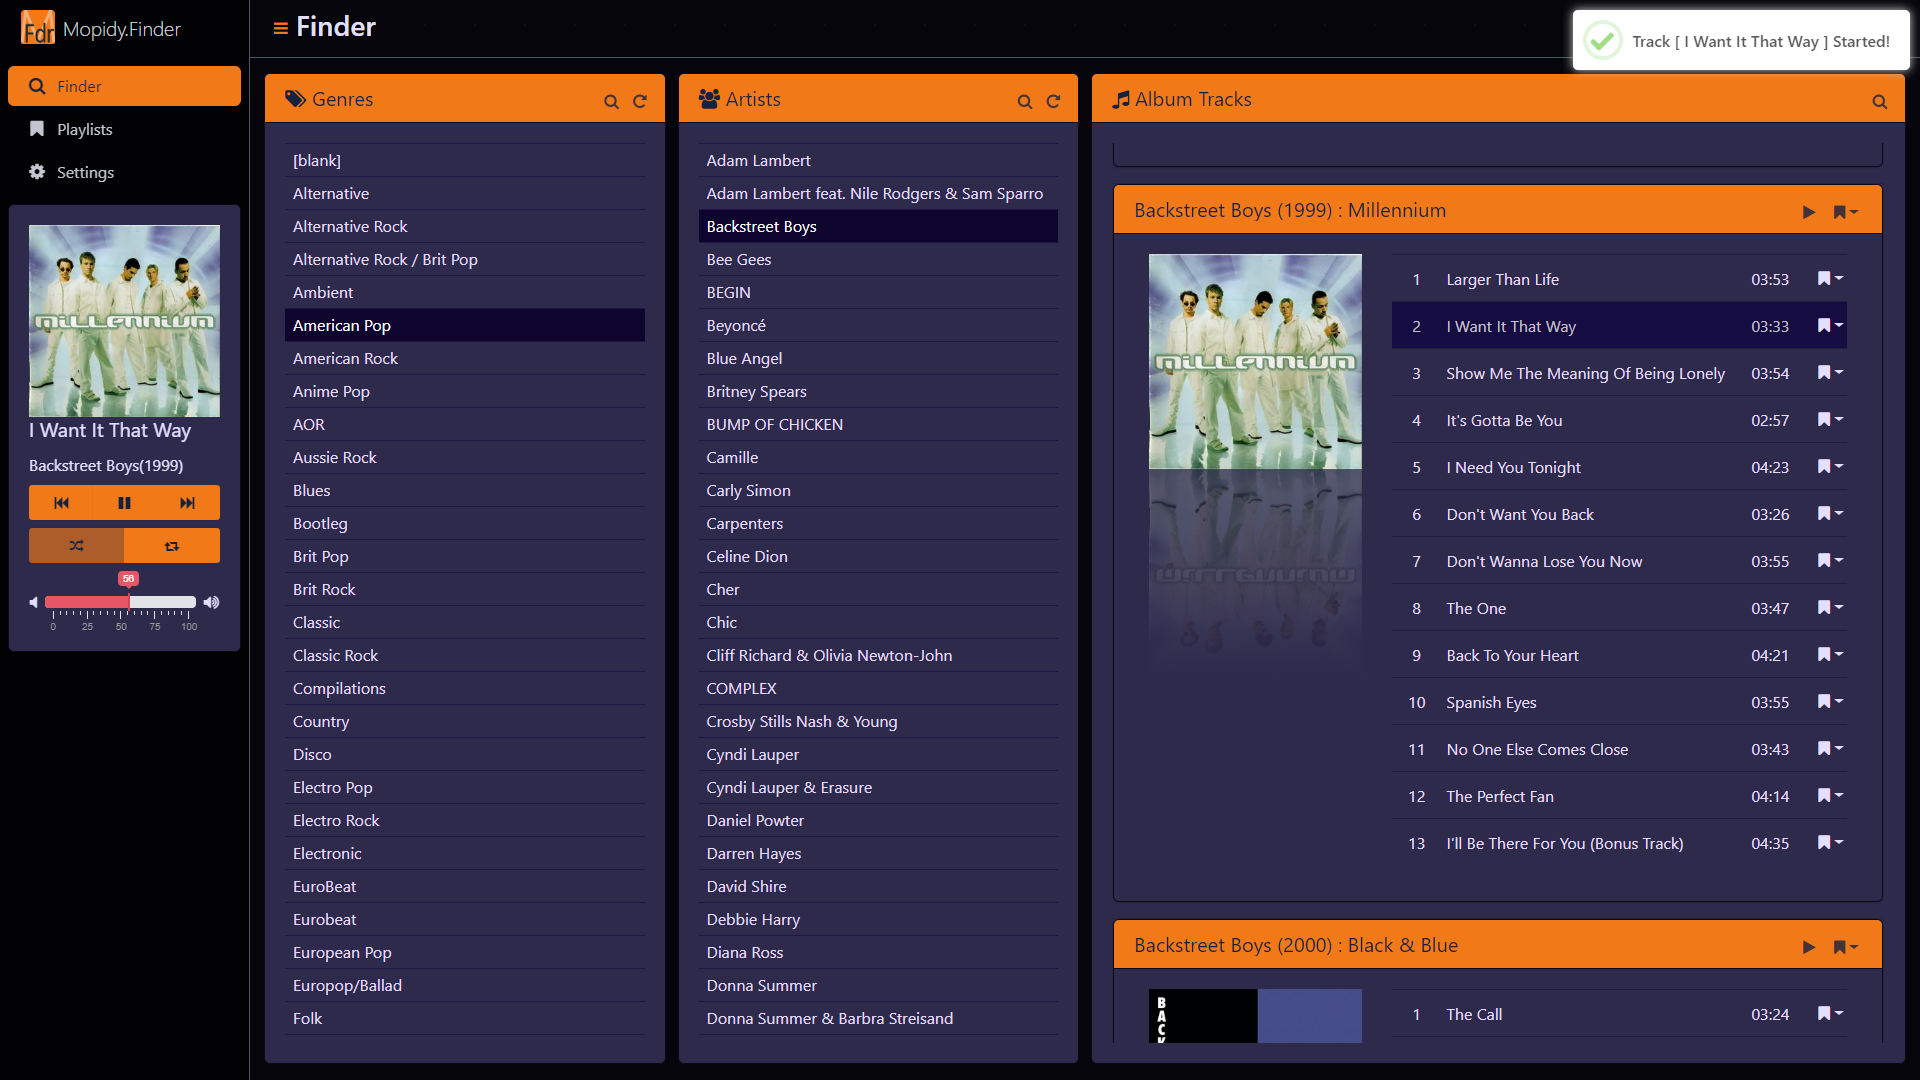 Fdr Mopidy.Finder
Finder
Playlists
Settings
MILLENNIUM
I Want It That Way
Backstreet Boys(1999)
56
0 25 50 75 100
Finder
Track [ I Want It That Way ] Started!
Genres
[blank]
Alternative
Alternative Rock
Alternative Rock / Brit Pop
Ambient
American Pop
American Rock
Anime Pop
AOR
Aussie Rock
Blues
Bootleg
Brit Pop
Brit Rock
Classic
Classic Rock
Compilations
Country
Disco
Electro Pop
Electro Rock
Electronic
EuroBeat
Eurobeat
European Pop
Europop/Ballad
Folk
Artists
Adam Lambert
Adam Lambert feat. Nile Rodgers & Sam Sparro
Backstreet Boys
Bee Gees
BEGIN
Beyoncé
Blue Angel
Britney Spears
BUMP OF CHICKEN
Camille
Carly Simon
Carpenters
Celine Dion
Cher
Chic
Cliff Richard & Olivia Newton-John
COMPLEX
Crosby Stills Nash & Young
Cyndi Lauper
Cyndi Lauper & Erasure
Daniel Powter
Darren Hayes
David Shire
Debbie Harry
Diana Ross
Donna Summer
Donna Summer & Barbra Streisand
Album Tracks
Backstreet Boys (1999) : Millennium
MILLENNIUM
1 Larger Than Life 03:53
2 I Want It That Way 03:33
3 Show Me The Meaning Of Being Lonely 03:54
4 It's Gotta Be You 02:57
5 I Need You Tonight 04:23
6 Don't Want You Back 03:26
7 Don't Wanna Lose You Now 03:55
8 The One 03:47
9 Back To Your Heart 04:21
10 Spanish Eyes 03:55
11 No One Else Comes Close 03:43
12 The Perfect Fan 04:14
13 I'll Be There For You (Bonus Track) 04:35
Backstreet Boys (2000) : Black & Blue
BACK
1 The Call 03:24